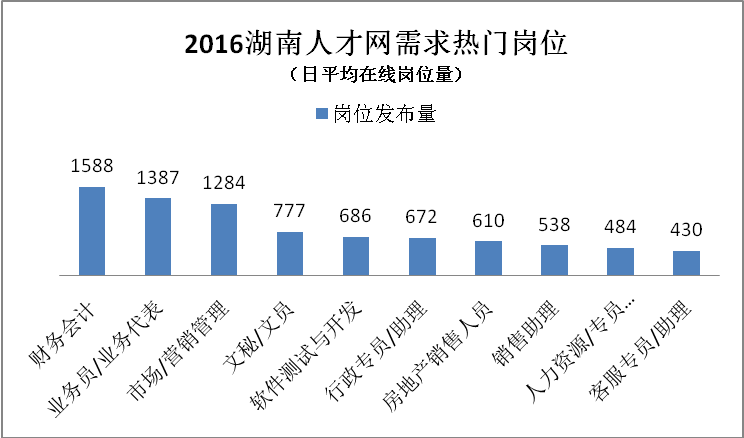 2016湖南人才网需求热门岗位
（日平均在线岗位量）
岗位发布量
1588
1387
1284
777
686
672
610
538
484
430
财务会计
业务员/业务代表
市场/营销管理
文秘/文员
软件测试与开发
行政专员/助理
房地产销售人员
销售助理
人力资源/专员…
客服专员/助理